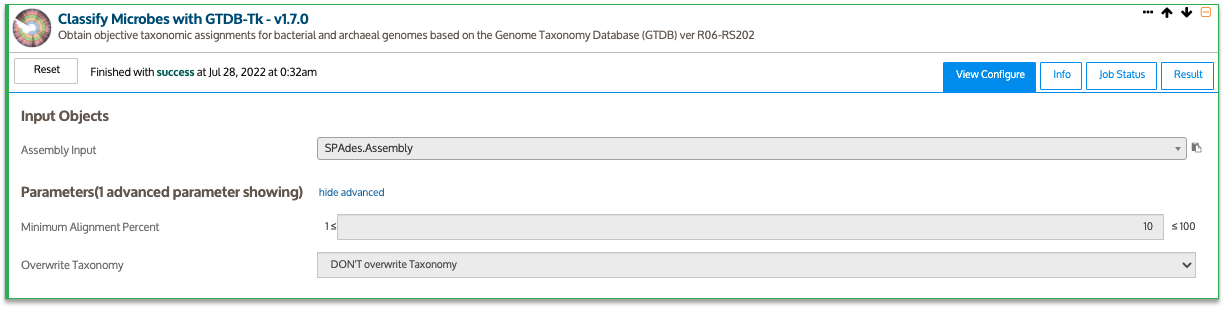 Classify Microbes with GTDB-Tk - v1.7.0
Obtain objective taxonomic assignments for bacterial and archaeal genomes based on the Genome Taxonomy Database (GTDB) ver R06-RS202
Reset Finished with success at Jul 28, 2022 at 0:32am View Configure Info Job Status Result
Input Objects
Assembly Input SPAdes.Assembly
Parameters(1 advanced parameter showing) hide advanced
Minimum Alignment Percent 1 ≤ 10 ≤ 100
Overwrite Taxonomy DON'T overwrite Taxonomy